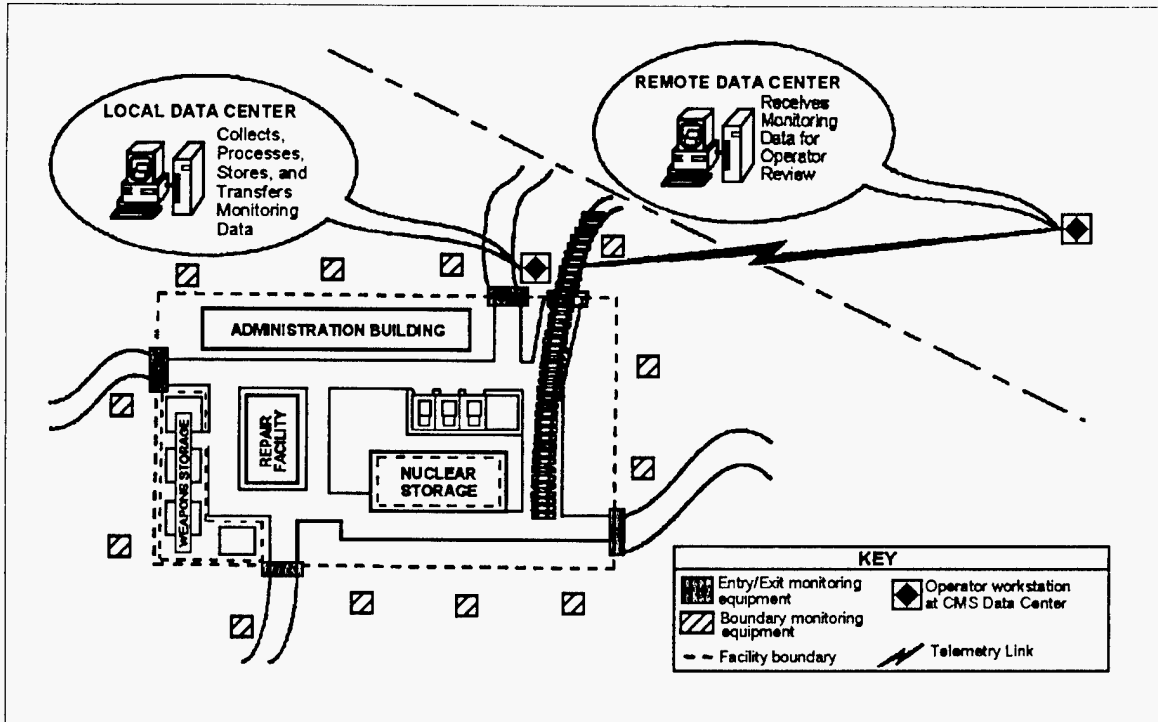 LOCAL DATA CENTER
Collects,
Processes,
Stores, and
Transfers
Monitoring
Data
REMOTE DATA CENTER
Receives
Monitoring
Data for
Operator
Review
ADMINISTRATION BUILDING
WEAPONS STORAGE
REPAIR
FACILITY
NUCLEAR
STORAGE
KEY
Entry/Exit monitoring
equipment
Operator workstation
at CMS Data Center
Boundary monitoring
equipment
Facility boundary
Telemetry Link